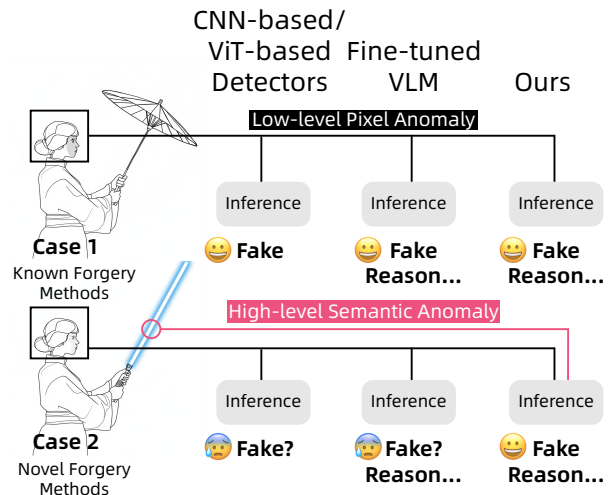 CNN-based/
ViT-based
Detectors
Fine-tuned
VLM
Ours
Low-level Pixel Anomaly
Inference
Inference
Inference
Case 1
Known Forgery
Methods
Fake
Fake
Reason...
Fake
Reason...
High-level Semantic Anomaly
Inference
Inference
Inference
Case 2
Novel Forgery
Methods
Fake?
Fake?
Reason...
Fake
Reason...